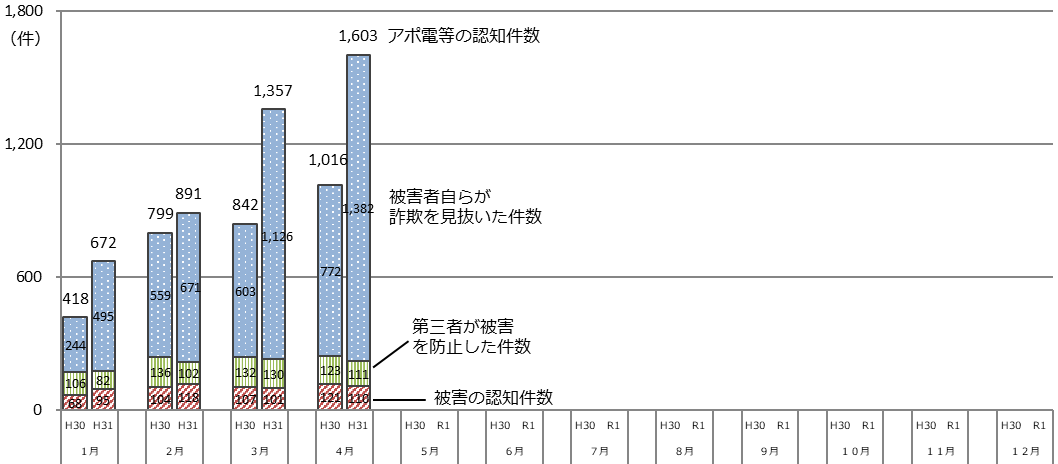 1,800
（件）
1,200
600
0
1,603 アポ電等の認知件数
1,357
1,016
891
842
799
672
418
1,382
被害者自らが
詐欺を見抜いた件数
1,126
772
603
671
559
495
244
第三者が被害
を防止した件数
106 82 136 102 132 130 123 111
68 95 104 118 107 101 121 110
被害の認知件数
H30 H31 H30 H31 H30 H31 H30 H31 H30 R1 H30 R1 H30 R1 H30 R1 H30 R1 H30 R1 H30 R1 H30 R1
1月 2月 3月 4月 5月 6月 7月 8月 9月 10月 11月 12月